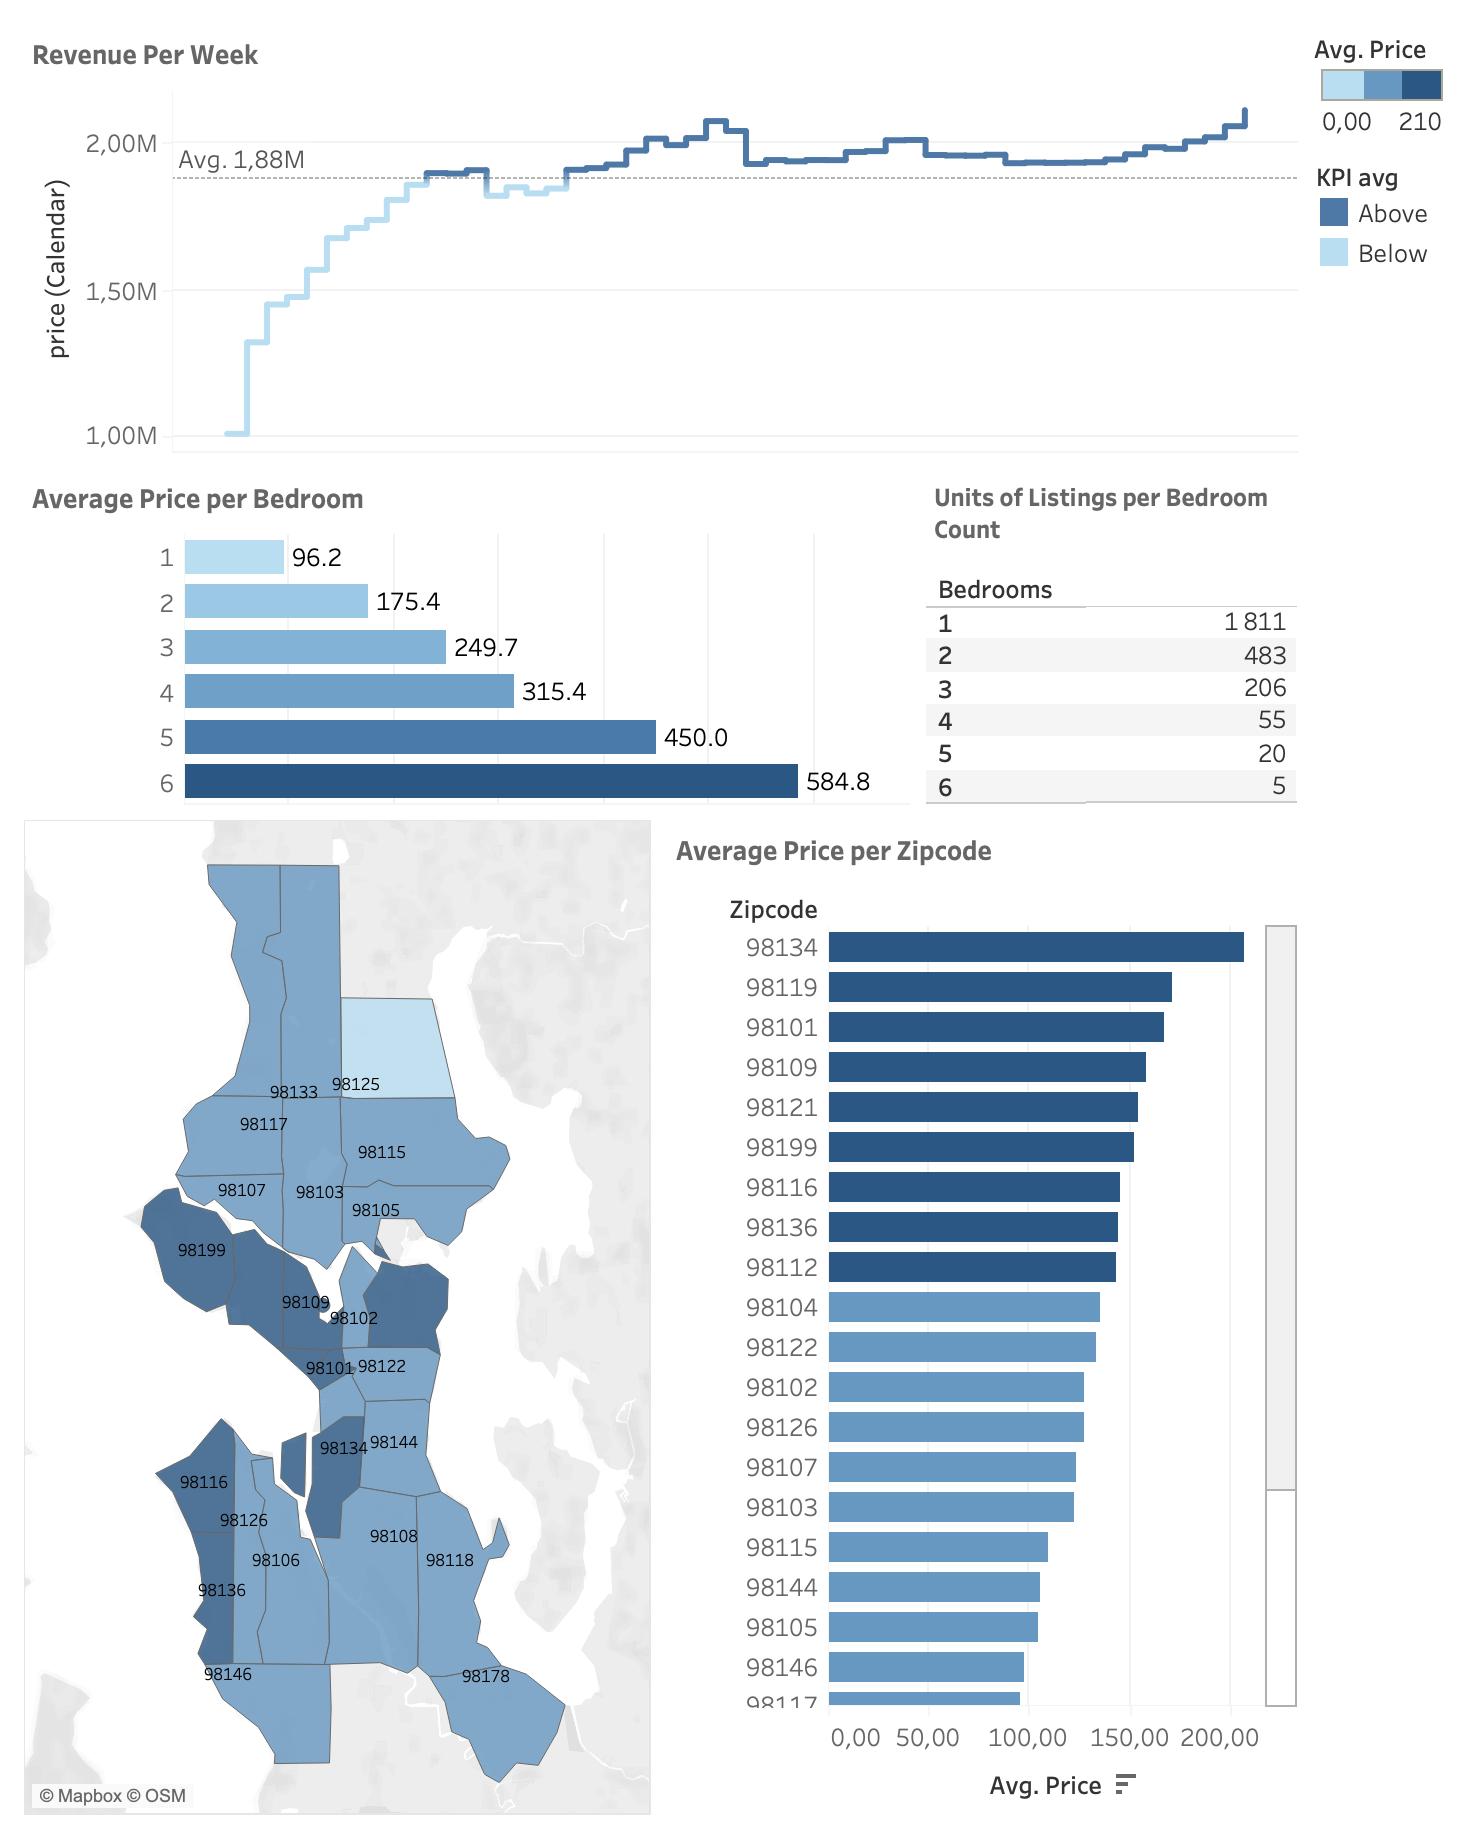 Revenue Per Week
Avg. Price
0,00 210
KPI avg
Above
Below
2,00M
Avg. 1,88M
1,50M
1,00M
price (Calendar)
Average Price per Bedroom
1 96.2
2 175.4
3 249.7
4 315.4
5 450.0
6 584.8
Units of Listings per Bedroom
Count
Bedrooms
1 1 811
2 483
3 206
4 55
5 20
6 5
98133
98125
98117
98115
98107
98103
98105
98199
98109
98102
98101
98122
98134
98144
98116
98126
98108
98106
98118
98136
98146
98178
© Mapbox © OSM
Average Price per Zipcode
Zipcode
98134
98119
98101
98109
98121
98199
98116
98136
98112
98104
98122
98102
98126
98107
98103
98115
98144
98105
98146
98117
0,00 50,00 100,00 150,00 200,00
Avg. Price